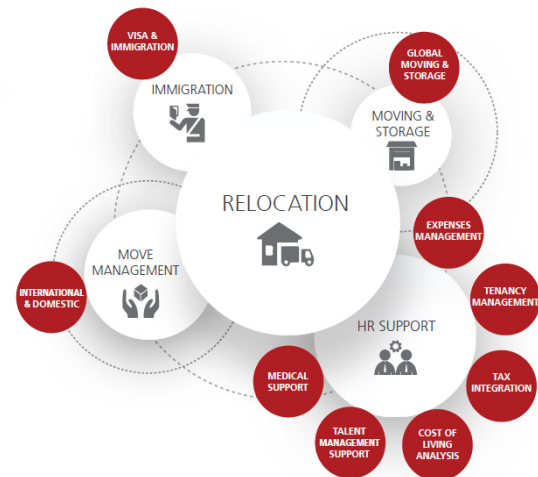 VISA &
IMMIGRATION
IMMIGRATION
GLOBAL
MOVING &
STORAGE
MOVING &
STORAGE
RELOCATION
MOVE
MANAGEMENT
INTERNATIONAL
& DOMESTIC
EXPENSES
MANAGEMENT
TENANCY
MANAGEMENT
HR SUPPORT
TAX
INTEGRATION
MEDICAL
SUPPORT
TALENT
MANAGEMENT
SUPPORT
COST OF
LIVING
ANALYSIS